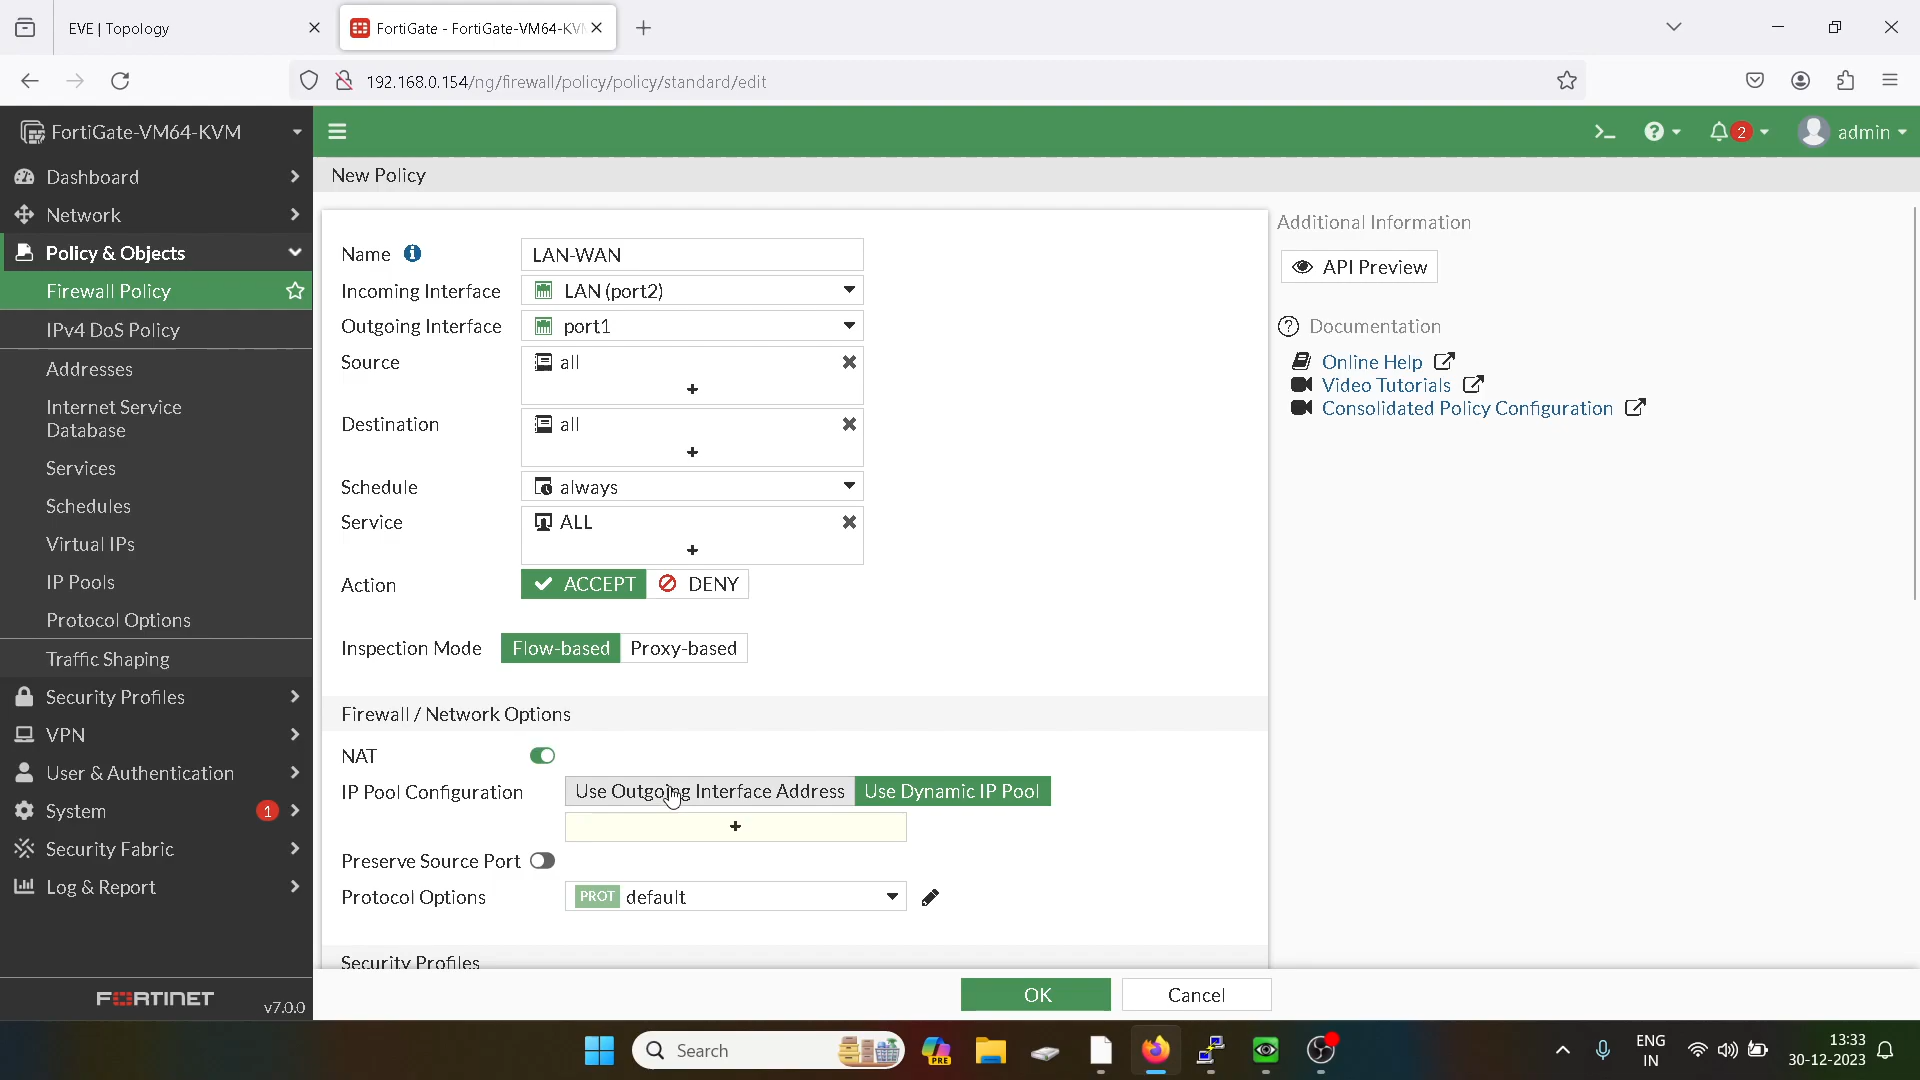 EVE | Topology
FortiGate - FortiGate-VM64-KVM
192.168.0.154/ng/firewall/policy/policy/standard/edit
FortiGate-VM64-KVM
2
admin
Dashboard
Network
Policy & Objects
Firewall Policy
IPv4 DoS Policy
Addresses
Internet Service
Database
Services
Schedules
Virtual IPs
IP Pools
Protocol Options
Traffic Shaping
Security Profiles
VPN
User & Authentication
System 1
Security Fabric
Log & Report
FORTINET v7.0.0
New Policy
Name LAN-WAN
Incoming Interface LAN (port2)
Outgoing Interface port1
Source all
+
Destination all
+
Schedule always
Service ALL
+
Action ACCEPT DENY
Inspection Mode Flow-based Proxy-based
Firewall / Network Options
NAT
IP Pool Configuration Use Outgoing Interface Address Use Dynamic IP Pool
+
Preserve Source Port
Protocol Options PROT default
Security Profiles
OK Cancel
Additional Information
API Preview
Documentation
Online Help
Video Tutorials
Consolidated Policy Configuration
Search
PRE
ENG
IN
13:33
30-12-2023